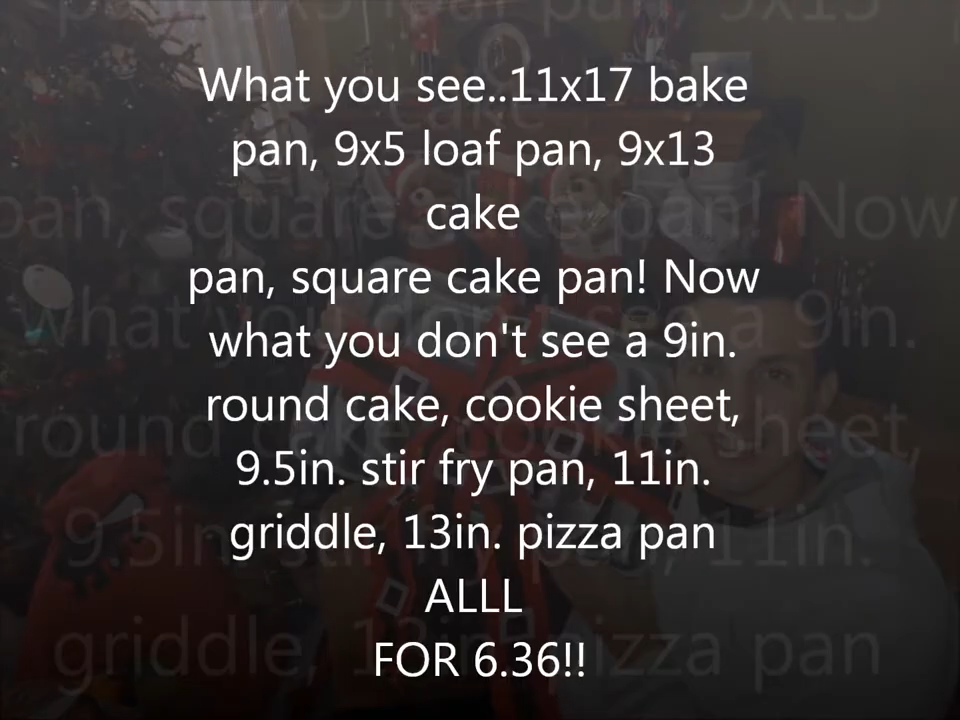 What you see..11x17 bake
pan, 9x5 loaf pan, 9x13
cake
pan, square cake pan! Now
what you don't see a 9in.
round cake, cookie sheet,
9.5in. stir fry pan, 11in.
griddle, 13in. pizza pan
ALLL
FOR 6.36!!